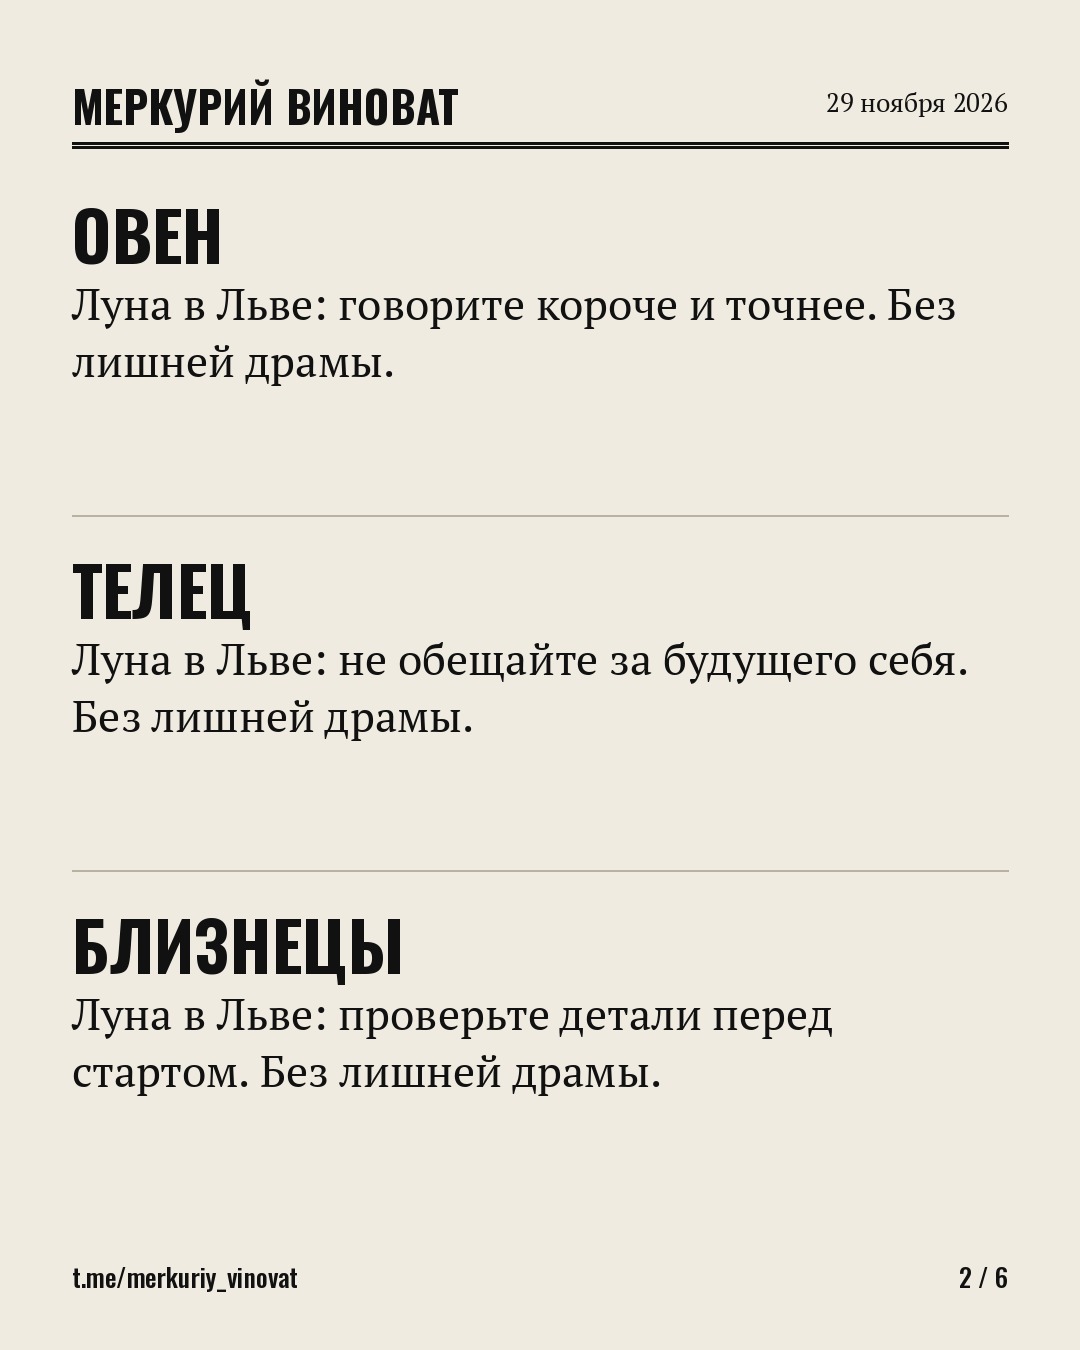 МЕРКУРИЙ ВИНОВАТ
29 ноября 2026
ОВЕН
Луна в Льве: говорите короче и точнее. Без
лишней драмы.
ТЕЛЕЦ
Луна в Льве: не обещайте за будущего себя.
Без лишней драмы.
БЛИЗНЕЦЫ
Луна в Льве: проверьте детали перед
стартом. Без лишней драмы.
t.me/merkuriy_vinovat
2 / 6